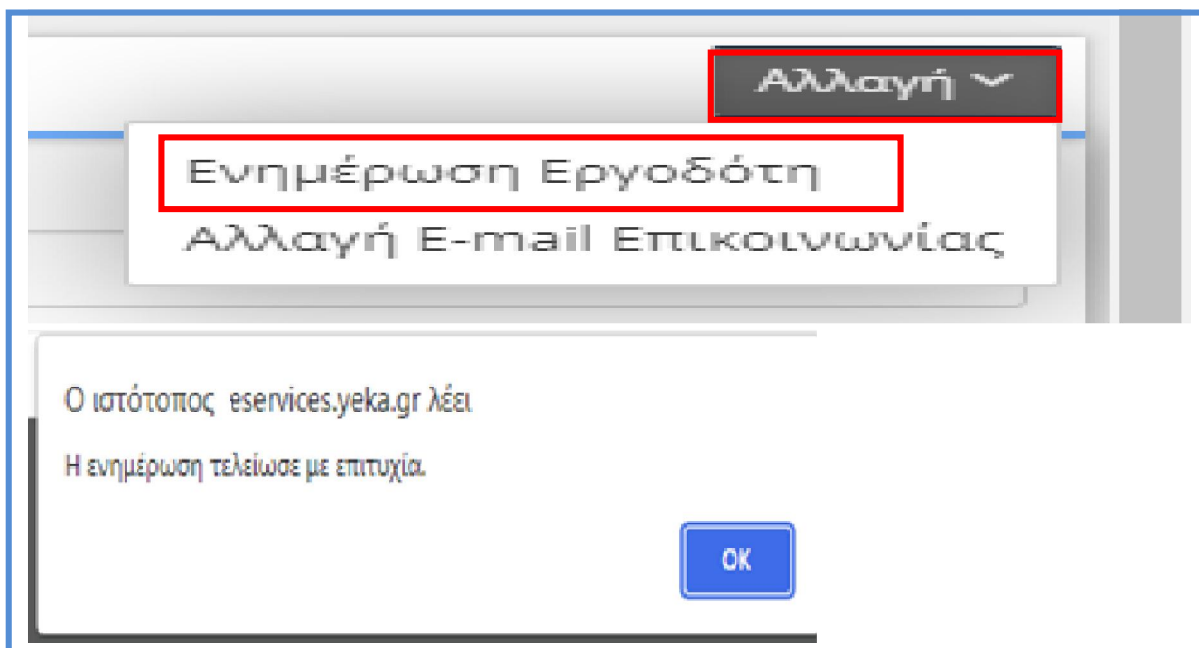 Αλλαγή
Ενημέρωση Εργοδότη
Αλλαγή E-mail Επικοινωνίας
Ο ιστότοπος eservices.yeka.gr λέει
Η ενημέρωση τελείωσε με επιτυχία.
OK